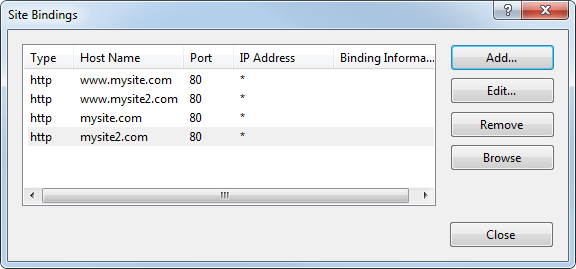 Site Bindings
Type Host Name Port IP Address Binding Informa...
http www.mysite.com 80 *
http www.mysite2.com 80 *
http mysite.com 80 *
http mysite2.com 80 *
Add...
Edit...
Remove
Browse
Close